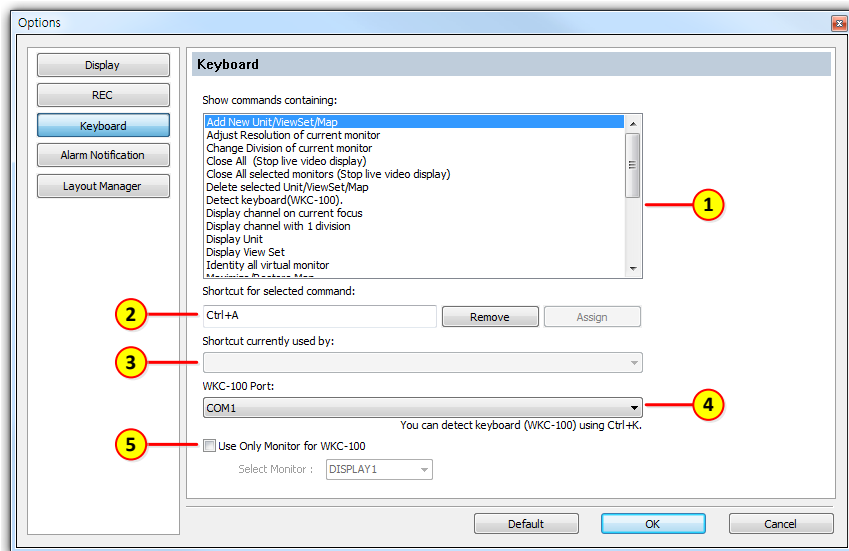 Options
Display
REC
Keyboard
Alarm Notification
Layout Manager
Keyboard
Show commands containing:
Add New Unit/ViewSet/Map
Adjust Resolution of current monitor
Change Division of current monitor
Close All  (Stop live video display)
Close All selected monitors (Stop live video display)
Delete selected Unit/ViewSet/Map
Detect keyboard(WKC-100).
Display channel on current focus
Display channel with 1 division
Display Unit
Display View Set
Identity all virtual monitor
1
Shortcut for selected command:
2
Ctrl+A
Remove
Assign
Shortcut currently used by:
3
WKC-100 Port:
COM1
4
You can detect keyboard (WKC-100) using Ctrl+K.
5
Use Only Monitor for WKC-100
Select Monitor :
DISPLAY1
Default
OK
Cancel